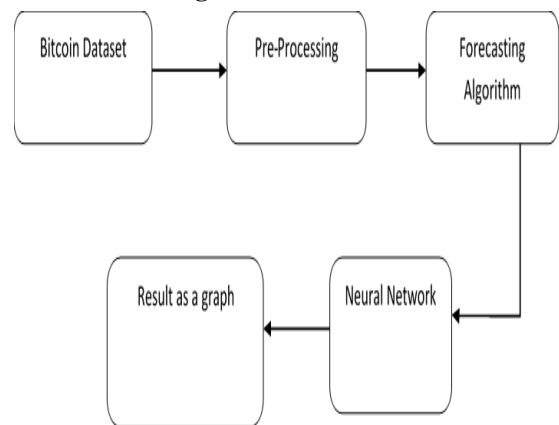 Bitcoin Dataset
Pre-Processing
Forecasting
Algorithm
Neural Network
Result as a graph